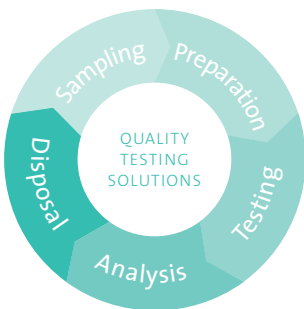 Sampling
Preparation
Testing
Analysis
Disposal
QUALITY
TESTING
SOLUTIONS